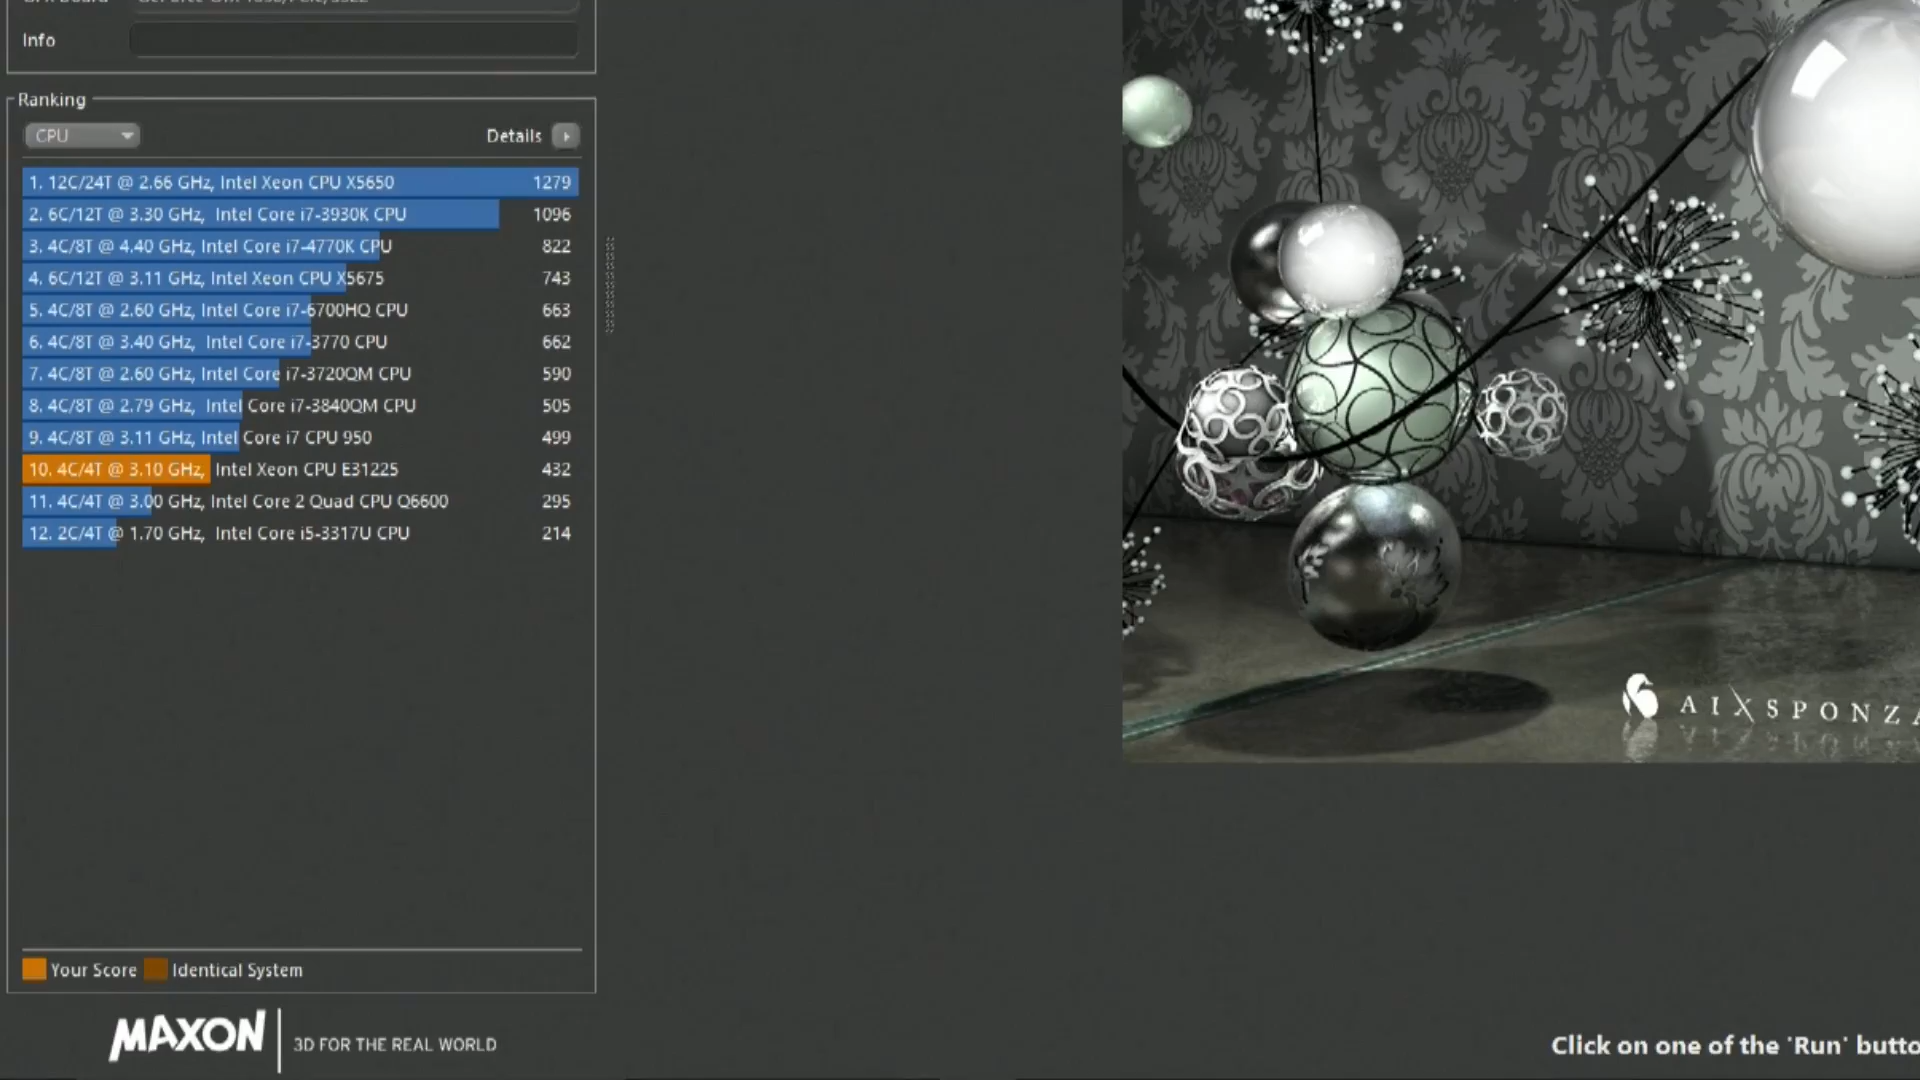 Info
Ranking
CPU
Details
1. 12C/24T @ 2.66 GHz, Intel Xeon CPU X5650 1279
2. 6C/12T @ 3.30 GHz, Intel Core i7-3930K CPU 1096
3. 4C/8T @ 4.40 GHz, Intel Core i7-4770K CPU 822
4. 6C/12T @ 3.11 GHz, Intel Xeon CPU X5675 743
5. 4C/8T @ 2.60 GHz, Intel Core i7-6700HQ CPU 663
6. 4C/8T @ 3.40 GHz, Intel Core i7-3770 CPU 662
7. 4C/8T @ 2.60 GHz, Intel Core i7-3720QM CPU 590
8. 4C/8T @ 2.79 GHz, Intel Core i7-3840QM CPU 505
9. 4C/8T @ 3.11 GHz, Intel Core i7 CPU 950 499
10. 4C/4T @ 3.10 GHz, Intel Xeon CPU E31225 432
11. 4C/4T @ 3.00 GHz, Intel Core 2 Quad CPU Q6600 295
12. 2C/4T @ 1.70 GHz, Intel Core i5-3317U CPU 214
AIXSPONZA
Your Score Identical System
MAXON 3D FOR THE REAL WORLD
Click on one of the 'Run' butto